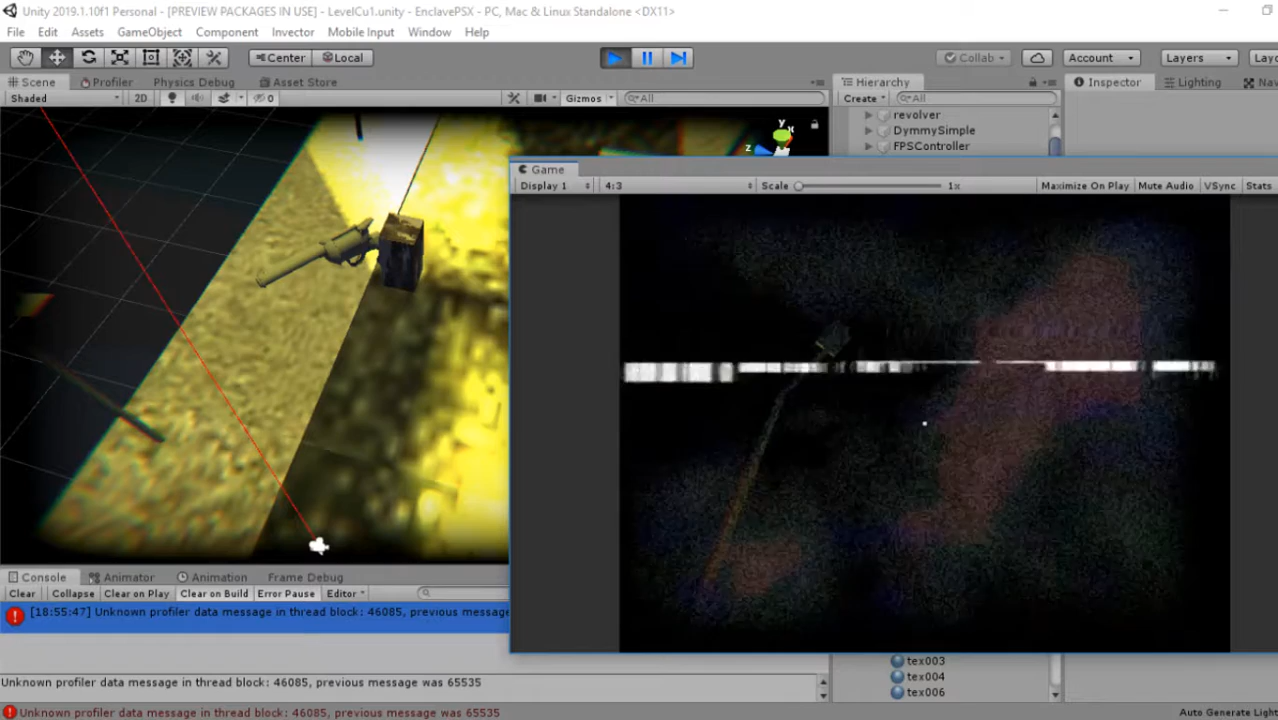 Unity 2019.1.10f1 Personal - [PREVIEW PACKAGES IN USE] - LevelCu1.unity - EnclavePSX - PC, Mac & Linux Standalone <DX11>
File Edit Assets GameObject Component Invector Mobile Input Window Help
Center Local Collab Account Layers Layo
Scene Profiler Physics Debug Asset Store Hierarchy Inspector Lighting Nav
Shaded 2D 0 Gizmos All Create All
revolver
DymmySimple
FPSController
y
x
z
Game
Display 1 4:3 Scale 1x Maximize On Play Mute Audio VSync Stats
Console Animator Animation Frame Debug
Clear Collapse Clear on Play Clear on Build Error Pause Editor
[18:55:47] Unknown profiler data message in thread block: 46085, previous message
tex003
tex004
tex006
Unknown profiler data message in thread block: 46085, previous message was 65535
Unknown profiler data message in thread block: 46085, previous message was 65535
Auto Generate Light